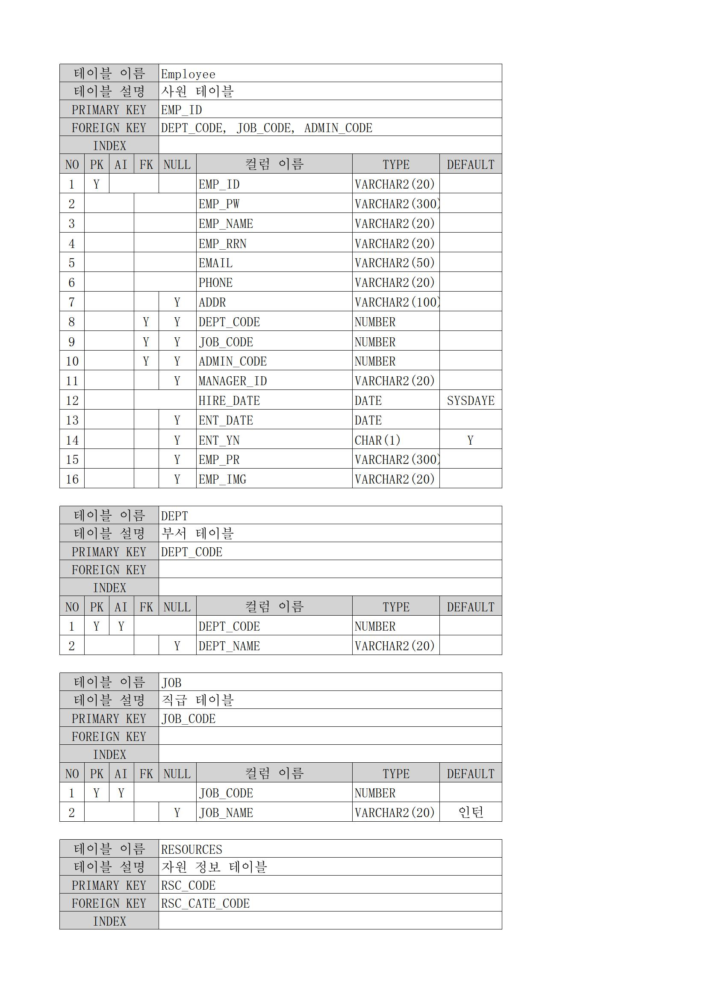 테이블 이름 Employee
테이블 설명 사원 테이블
PRIMARY KEY EMP_ID
FOREIGN KEY DEPT_CODE, JOB_CODE, ADMIN_CODE
INDEX
NO PK AI FK NULL 컬럼 이름 TYPE DEFAULT
1 Y EMP_ID VARCHAR2(20)
2 EMP_PW VARCHAR2(300)
3 EMP_NAME VARCHAR2(20)
4 EMP_RRN VARCHAR2(20)
5 EMAIL VARCHAR2(50)
6 PHONE VARCHAR2(20)
7 Y ADDR VARCHAR2(100)
8 Y Y DEPT_CODE NUMBER
9 Y Y JOB_CODE NUMBER
10 Y Y ADMIN_CODE NUMBER
11 Y MANAGER_ID VARCHAR2(20)
12 HIRE_DATE DATE SYSDAYE
13 Y ENT_DATE DATE
14 Y ENT_YN CHAR(1) Y
15 Y EMP_PR VARCHAR2(300)
16 Y EMP_IMG VARCHAR2(20)
테이블 이름 DEPT
테이블 설명 부서 테이블
PRIMARY KEY DEPT_CODE
FOREIGN KEY
INDEX
NO PK AI FK NULL 컬럼 이름 TYPE DEFAULT
1 Y Y DEPT_CODE NUMBER
2 Y DEPT_NAME VARCHAR2(20)
테이블 이름 JOB
테이블 설명 직급 테이블
PRIMARY KEY JOB_CODE
FOREIGN KEY
INDEX
NO PK AI FK NULL 컬럼 이름 TYPE DEFAULT
1 Y Y JOB_CODE NUMBER
2 Y JOB_NAME VARCHAR2(20) 인턴
테이블 이름 RESOURCES
테이블 설명 자원 정보 테이블
PRIMARY KEY RSC_CODE
FOREIGN KEY RSC_CATE_CODE
INDEX